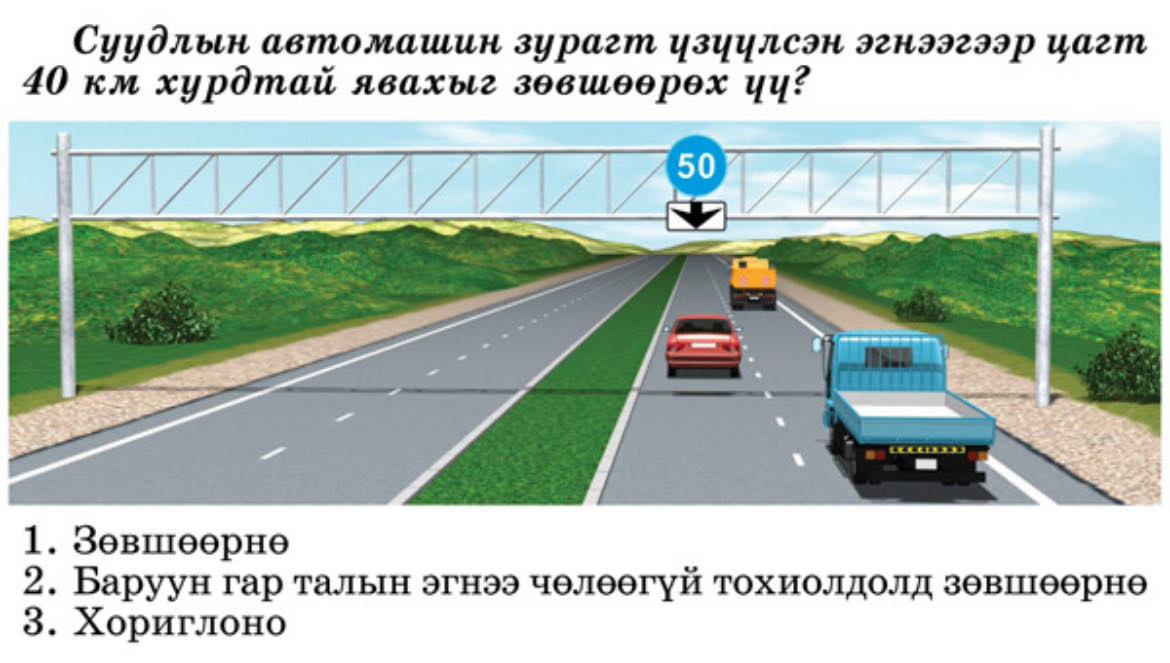 Суудлын автомашин зурагт үзүүлсэн эгнээгээр цагт
40 км хурдтай явахыг зөвшөөрөх үү?
50
1. Зөвшөөрнө
2. Баруун гар талын эгнээ чөлөөгүй тохиолдолд зөвшөөрнө
3. Хориглоно